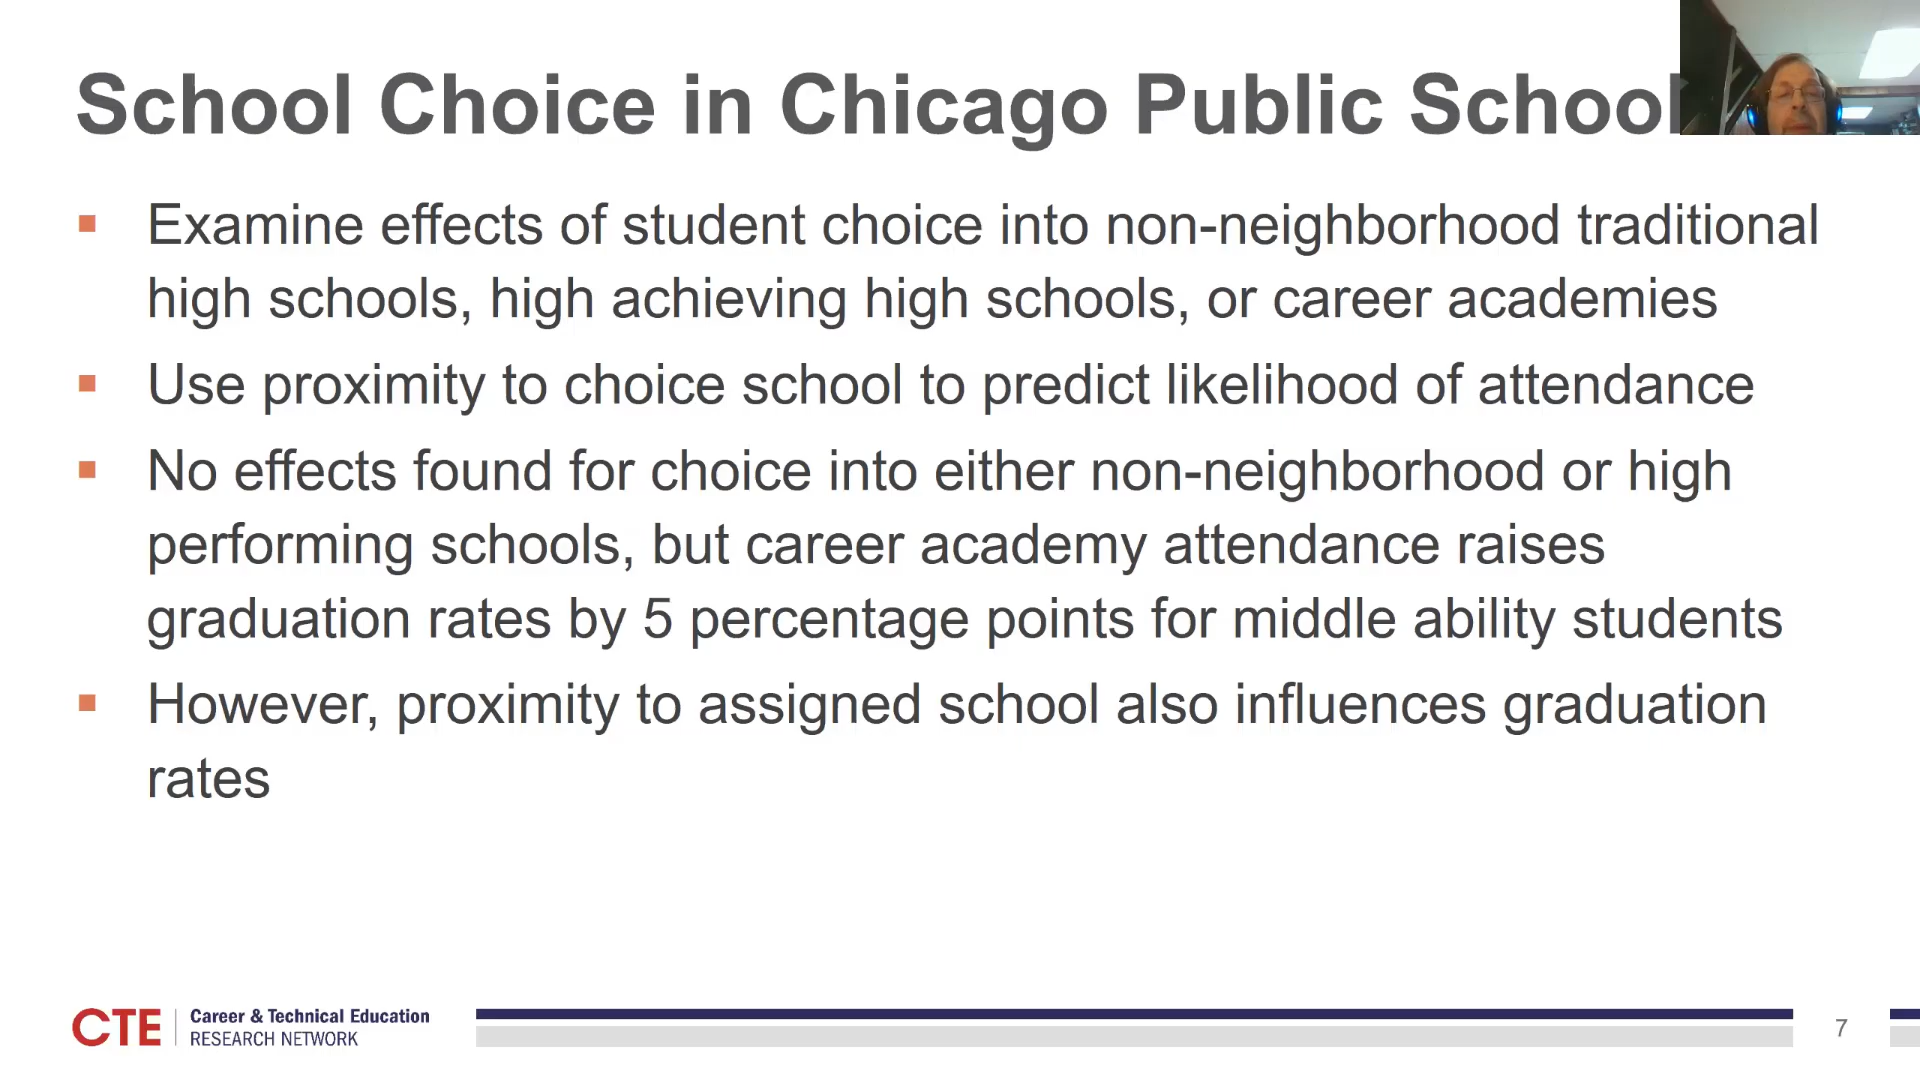 School Choice in Chicago Public School
Examine effects of student choice into non-neighborhood traditional
high schools, high achieving high schools, or career academies
Use proximity to choice school to predict likelihood of attendance
No effects found for choice into either non-neighborhood or high
performing schools, but career academy attendance raises
graduation rates by 5 percentage points for middle ability students
However, proximity to assigned school also influences graduation
rates
CTE
Career & Technical Education
RESEARCH NETWORK
7